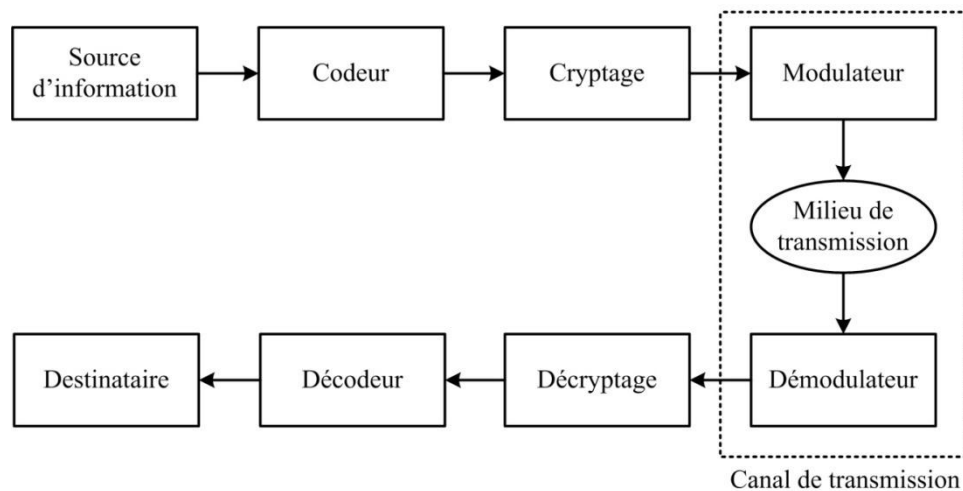 Source
d'information
Codeur
Cryptage
Modulateur
Milieu de
transmission
Destinataire
Décodeur
Décryptage
Démodulateur
Canal de transmission